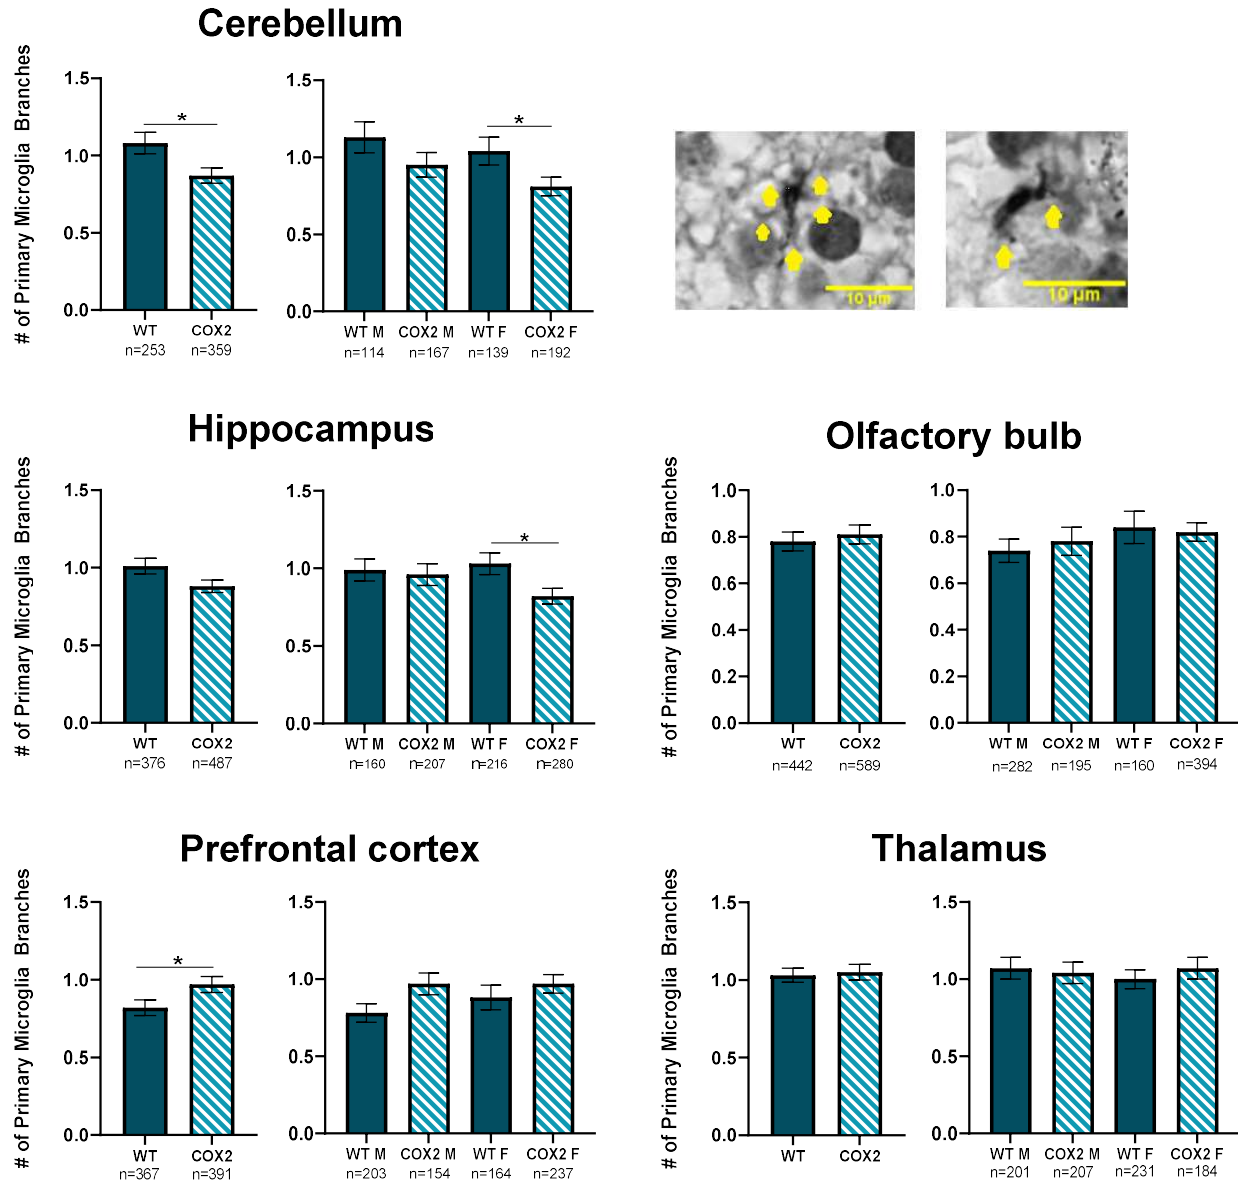 Cerebellum
# of Primary Microglia Branches
1.5
1.0
0.5
0.0
*
WT COX2
n=253 n=359
1.5
1.0
0.5
0.0
*
WT M COX2 M WT F COX2 F
n=114 n=167 n=139 n=192
10 µm
10 µm
Hippocampus
# of Primary Microglia Branches
1.5
1.0
0.5
0.0
WT COX2
n=376 n=487
1.5
1.0
0.5
0.0
*
WT M COX2 M WT F COX2 F
n=160 n=207 n=216 n=280
Olfactory bulb
# of Primary Microglia Branches
1.0
0.8
0.6
0.4
0.2
0.0
WT COX2
n=442 n=589
1.0
0.8
0.6
0.4
0.2
0.0
WT M COX2 M WT F COX2 F
n=282 n=195 n=160 n=394
Prefrontal cortex
# of Primary Microglia Branches
1.5
1.0
0.5
0.0
*
WT COX2
n=367 n=391
1.5
1.0
0.5
0.0
WT M COX2 M WT F COX2 F
n=203 n=154 n=164 n=237
Thalamus
# of Primary Microglia Branches
1.5
1.0
0.5
0.0
WT COX2
1.5
1.0
0.5
0.0
WT M COX2 M WT F COX2 F
n=201 n=207 n=231 n=184